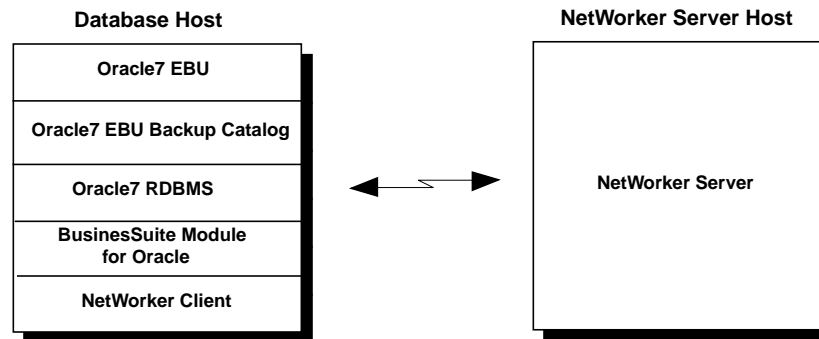 Database Host
Oracle7 EBU
Oracle7 EBU Backup Catalog
Oracle7 RDBMS
BusinesSuite Module
for Oracle
NetWorker Client
NetWorker Server Host
NetWorker Server